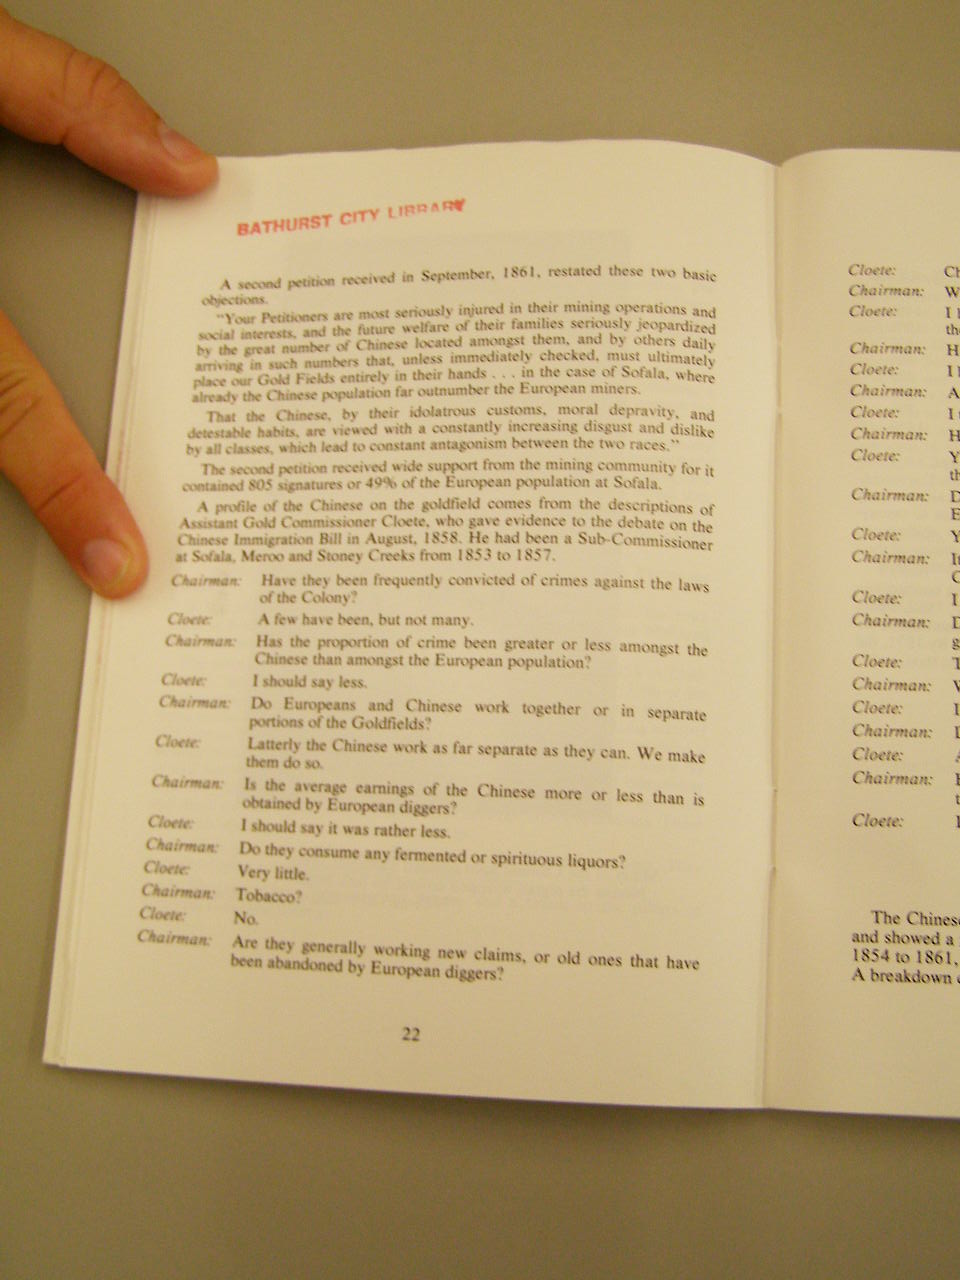 BATHURST CITY LIBRARY
A second petition received in September, 1861, restated these two basic
objections.
"Your Petitioners are most seriously injured in their mining operations and
social interests, and the future welfare of their families seriously jeopardized
by the great number of Chinese located amongst them, and by others daily
arriving in such numbers that, unless immediately checked, must ultimately
place our Gold Fields entirely in their hands . . . in the case of Sofala, where
already the Chinese population far outnumber the European miners.
That the Chinese, by their idolatrous customs, moral depravity, and
detestable habits, are viewed with a constantly increasing disgust and dislike
by all classes, which lead to constant antagonism between the two races."
The second petition received wide support from the mining community for it
contained 805 signatures or 49% of the European population at Sofala.
A profile of the Chinese on the goldfield comes from the descriptions of
Assistant Gold Commissioner Cloete, who gave evidence to the debate on the
Chinese Immigration Bill in August, 1858. He had been a Sub-Commissioner
at Sofala, Meroo and Stoney Creeks from 1853 to 1857.
Chairman: Have they been frequently convicted of crimes against the laws
of the Colony?
Cloete: A few have been, but not many.
Chairman: Has the proportion of crime been greater or less amongst the
Chinese than amongst the European population?
Cloete: I should say less.
Chairman: Do Europeans and Chinese work together or in separate
portions of the Goldfields?
Cloete: Latterly the Chinese work as far separate as they can. We make
them do so.
Chairman: Is the average earnings of the Chinese more or less than is
obtained by European diggers?
Cloete: I should say it was rather less.
Chairman: Do they consume any fermented or spirituous liquors?
Cloete: Very little.
Chairman: Tobacco?
Cloete: No.
Chairman: Are they generally working new claims, or old ones that have
been abandoned by European diggers?
22
Cloete: Ch
Chairman: W
Cloete: I
the
Chairman: H
Cloete: I
Chairman: A
Cloete: I
Chairman: H
Cloete: Y
th
Chairman: D
E
Cloete: Y
Chairman: It
C
Cloete: I
Chairman: D
g
Cloete: T
Chairman:
Cloete: I
Chairman:
Cloete:
Chairman:
t
Cloete:
The Chines
and showed a
1854 to 1861,
A breakdown